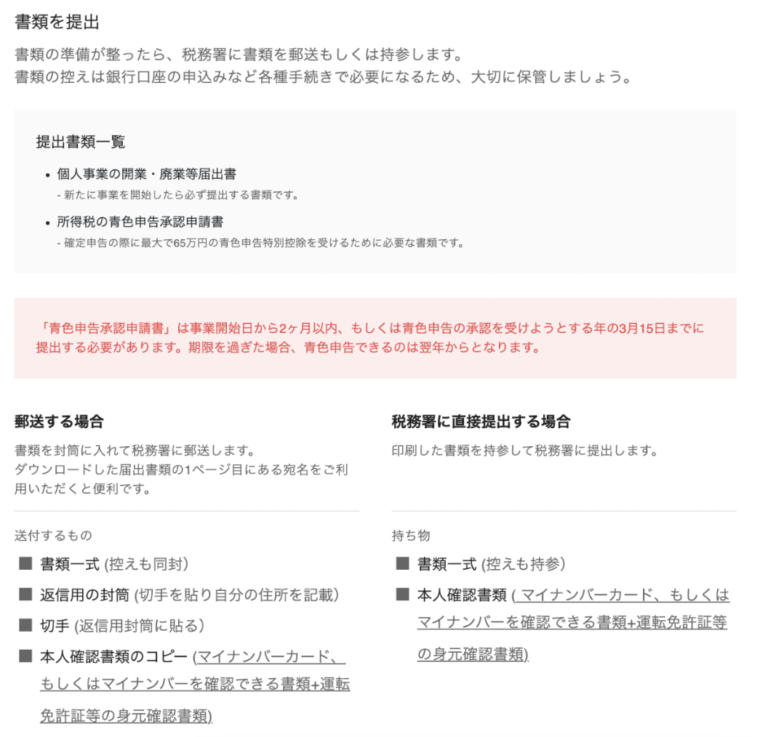 書類を提出
書類の準備が整ったら、税務署に書類を郵送もしくは持参します。
書類の控えは銀行口座の申込みなど各種手続きで必要になるため、大切に保管しましょう。
提出書類一覧
• 個人事業の開業・廃業等届出書
- 新たに事業を開始したら必ず提出する書類です。
• 所得税の青色申告承認申請書
- 確定申告の際に最大で65万円の青色申告特別控除を受けるために必要な書類です。
「青色申告承認申請書」は事業開始日から2ヶ月以内、もしくは青色申告の承認を受けようとする年の3月15日までに
提出する必要があります。期限を過ぎた場合、青色申告できるのは翌年からとなります。
郵送する場合
書類を封筒に入れて税務署に郵送します。
ダウンロードした届出書類の1ページ目にある宛名をご利
用いただくと便利です。
送付するもの
■ 書類一式 (控えも同封)
■ 返信用の封筒 (切手を貼り自分の住所を記載)
■ 切手 (返信用封筒に貼る)
■ 本人確認書類のコピー (マイナンバーカード、
もしくはマイナンバーを確認できる書類+運転
免許証等の身元確認書類)
税務署に直接提出する場合
印刷した書類を持参して税務署に提出します。
持ち物
■ 書類一式 (控えも持参)
■ 本人確認書類 ( マイナンバーカード、もしくは
マイナンバーを確認できる書類+運転免許証等
の身元確認書類)